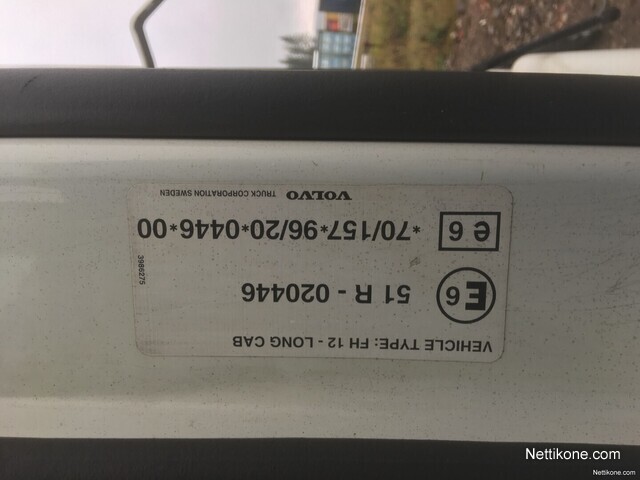 VEHICLE TYPE: FH 12 - LONG CAB
E6 51 R - 020446
e 6 *70/157*96/20*0446*00
3986275
VOLVO TRUCK CORPORATION SWEDEN
Nettikone.com
Nettikone.com